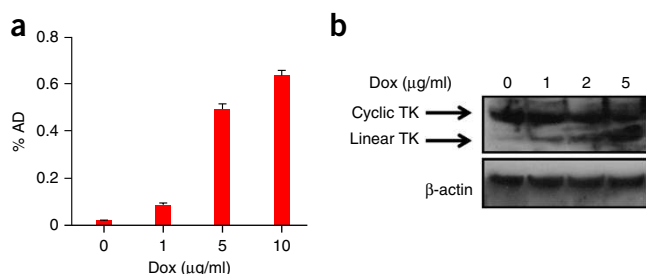 a
0.8
0.6
0.4
0.2
0
% AD
0 1 5 10
Dox (μg/ml)
b
Dox (μg/ml) 0 1 2 5
Cyclic TK
Linear TK
β-actin